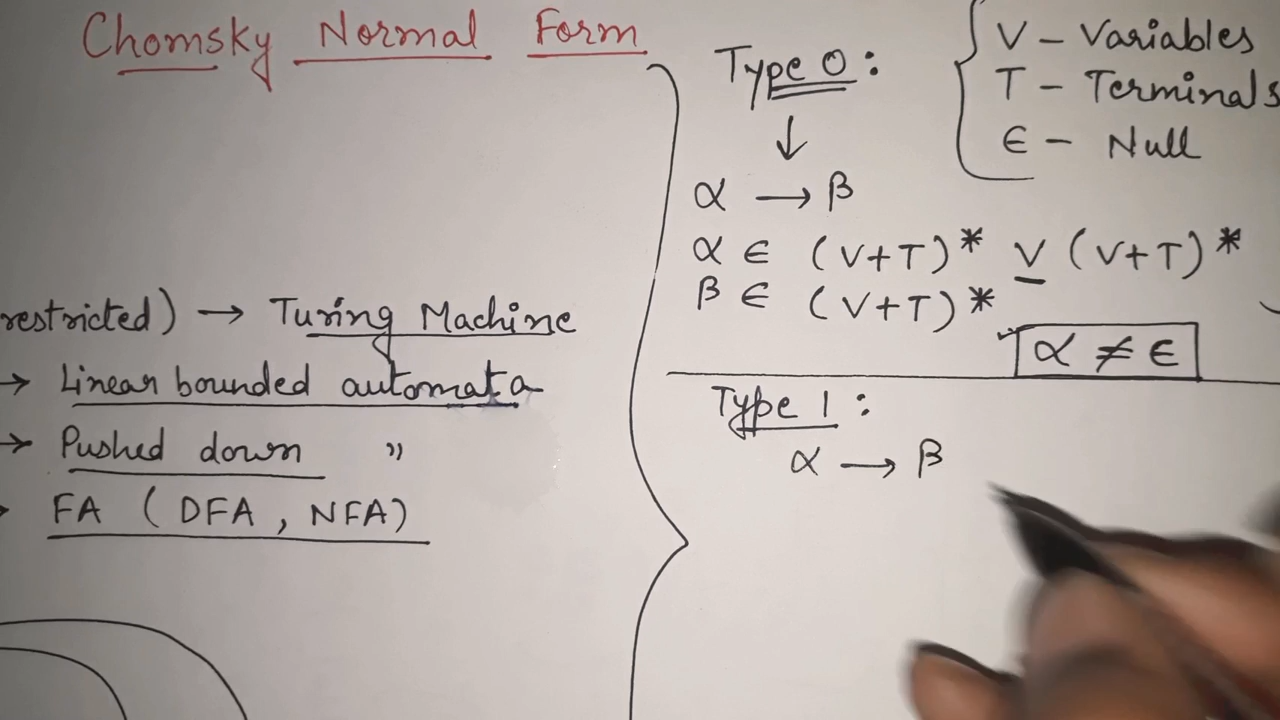 Chomsky Normal Form
restricted) → Turing Machine
→ Linear bounded automata
→ Pushed down "
FA ( DFA , NFA)
Type 0 :
↓
α → β
α ∈ (V+T)* V (V+T)*
β ∈ (V+T)*
α ≠ ∈
V - Variables
T - Terminals
∈ - Null
Type 1 :
α → β